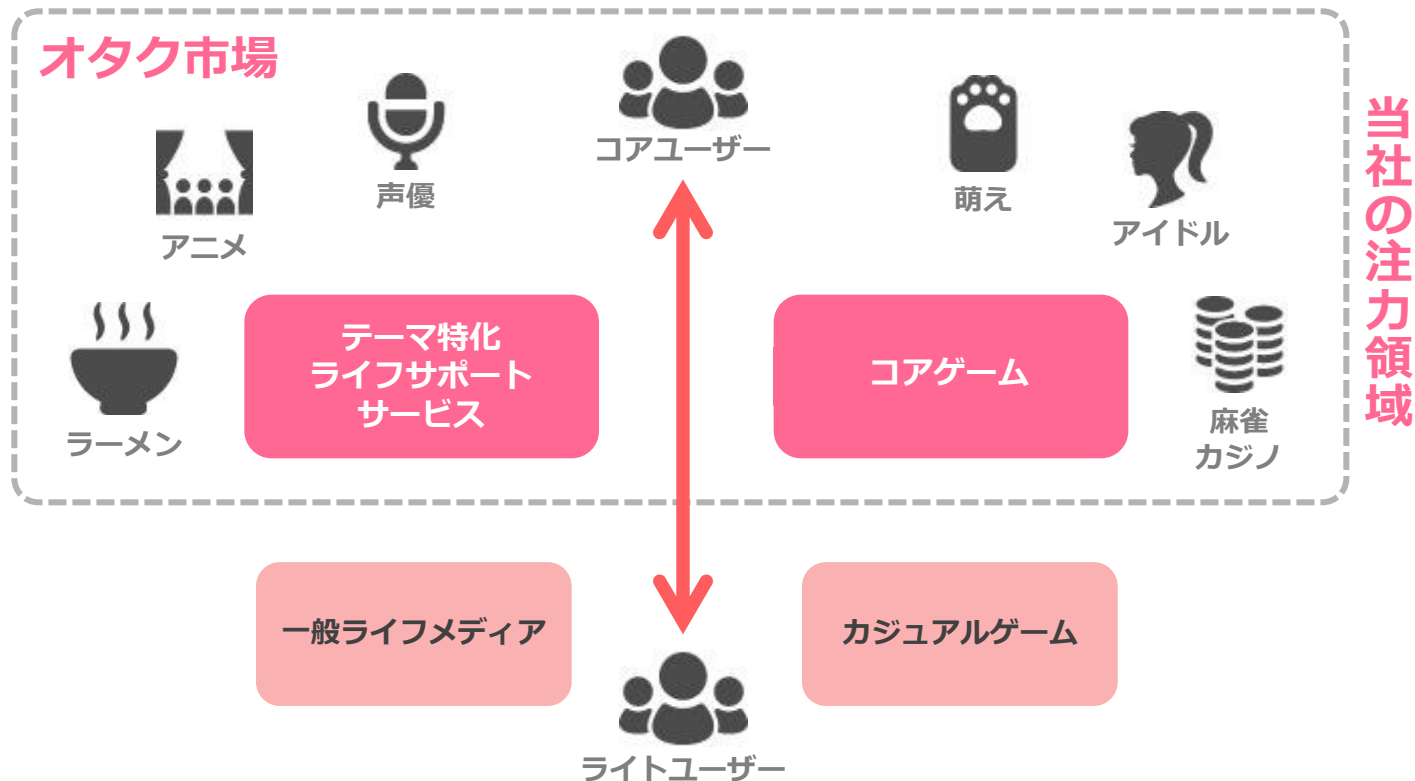 オタク市場
コアユーザー
声優
萌え
アニメ
アイドル
当社の注力領域
テーマ特化
ライフサポート
サービス
コアゲーム
ラーメン
麻雀
カジノ
一般ライフメディア
カジュアルゲーム
ライトユーザー